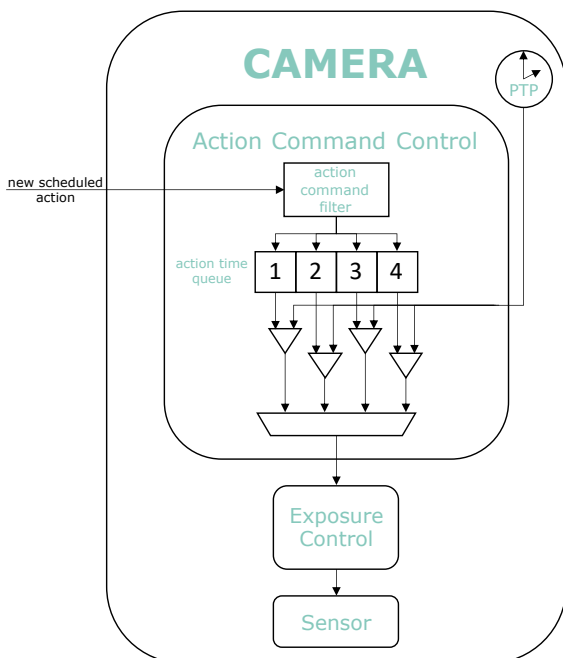 CAMERA
PTP
Action Command Control
new scheduled
action
action
command
filter
action time
queue
1 2 3 4
Exposure
Control
Sensor